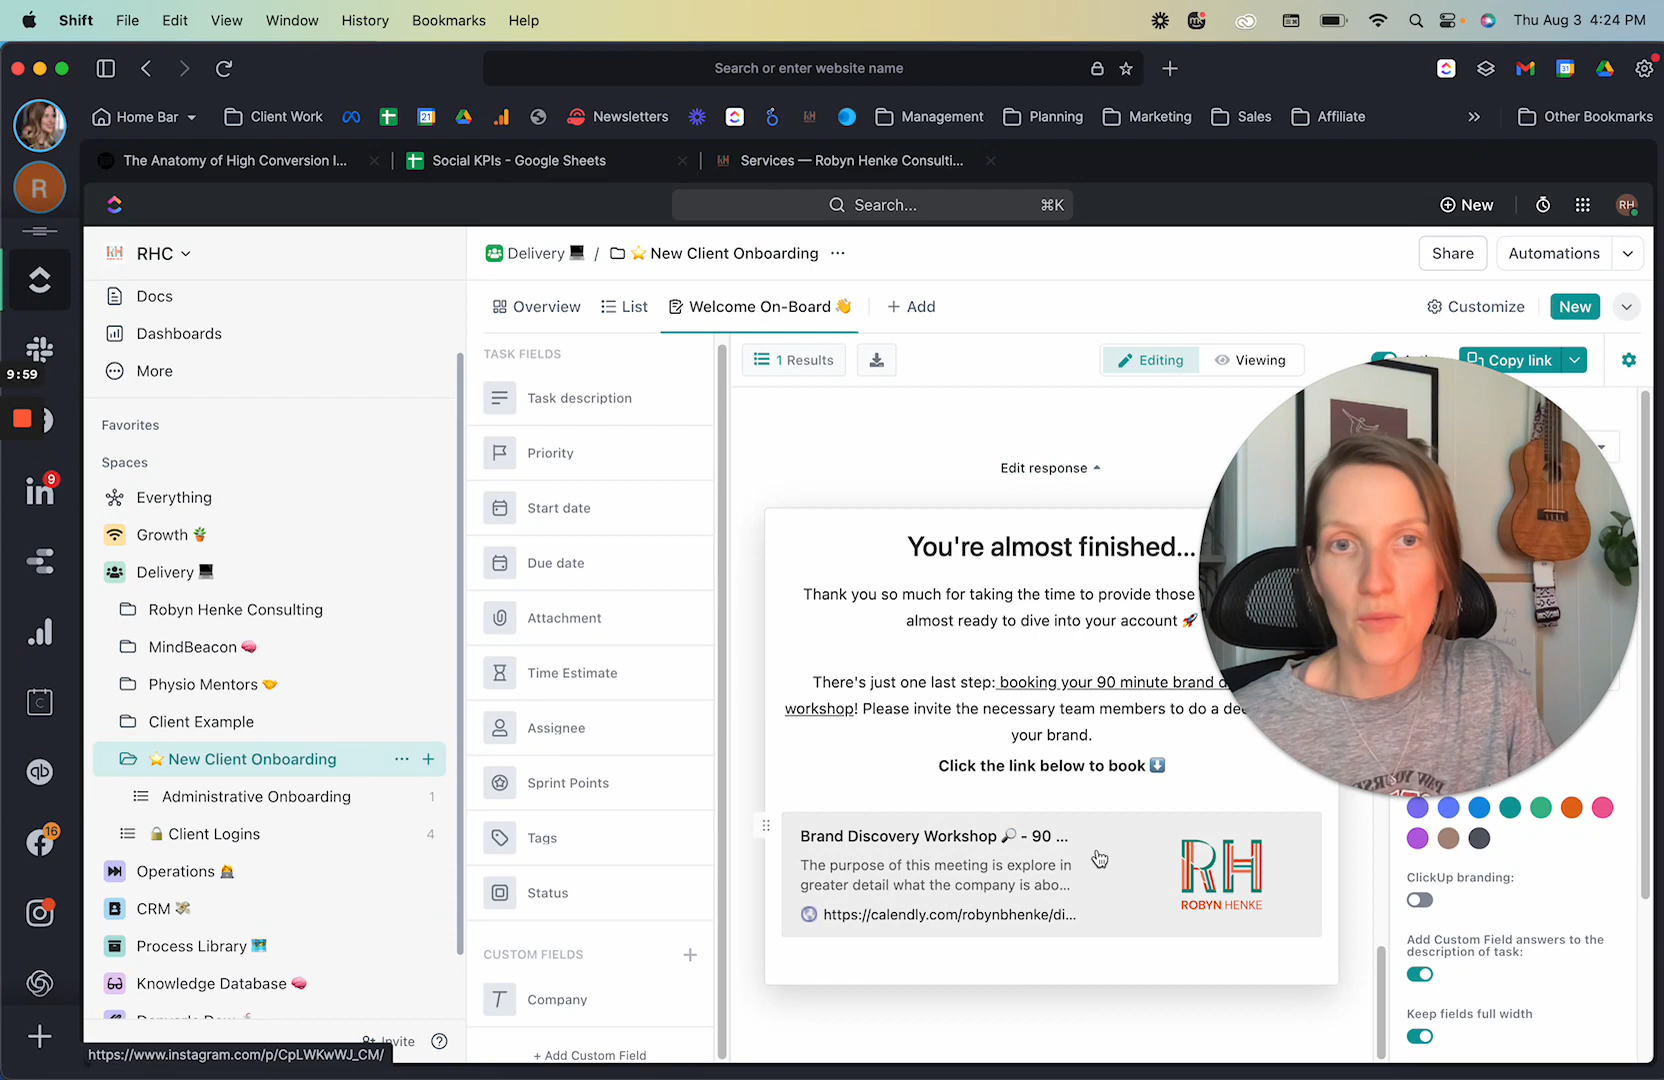 Shift File Edit View Window History Bookmarks Help Thu Aug 3 4:24 PM
Search or enter website name
Home Bar Client Work Newsletters Management Planning Marketing Sales Affiliate Other Bookmarks
The Anatomy of High Conversion I... Social KPIs - Google Sheets Services — Robyn Henke Consulti...
R
Search... ⌘K New RH
RHC
Delivery / New Client Onboarding ...
Share Automations
Docs
Overview List Welcome On-Board + Add Customize New
Dashboards
TASK FIELDS
1 Results Editing Viewing Copy link
More
9:59
Task description
Favorites
Priority
Spaces
Edit response
in 9
Everything
Start date
Growth
You're almost finished...
Delivery
Due date
Thank you so much for taking the time to provide those
Robyn Henke Consulting
Attachment
almost ready to dive into your account
MindBeacon
Time Estimate
Physio Mentors
There's just one last step: booking your 90 minute brand
workshop! Please invite the necessary team members to do a
Client Example
Assignee
your brand.
New Client Onboarding
Click the link below to book
Sprint Points
Administrative Onboarding 1
Client Logins 4
Tags
Brand Discovery Workshop - 90 ...
The purpose of this meeting is explore in
greater detail what the company is abo...
https://calendly.com/robynbhenke/di...
RH
ROBYN HENKE
16
Operations
Status
ClickUp branding:
CRM
Process Library
CUSTOM FIELDS
Add Custom Field answers to the
description of task:
Knowledge Database
Company
Keep fields full width
Invite
+ Add Custom Field
https://www.instagram.com/p/CpLWKwWJ_CM/